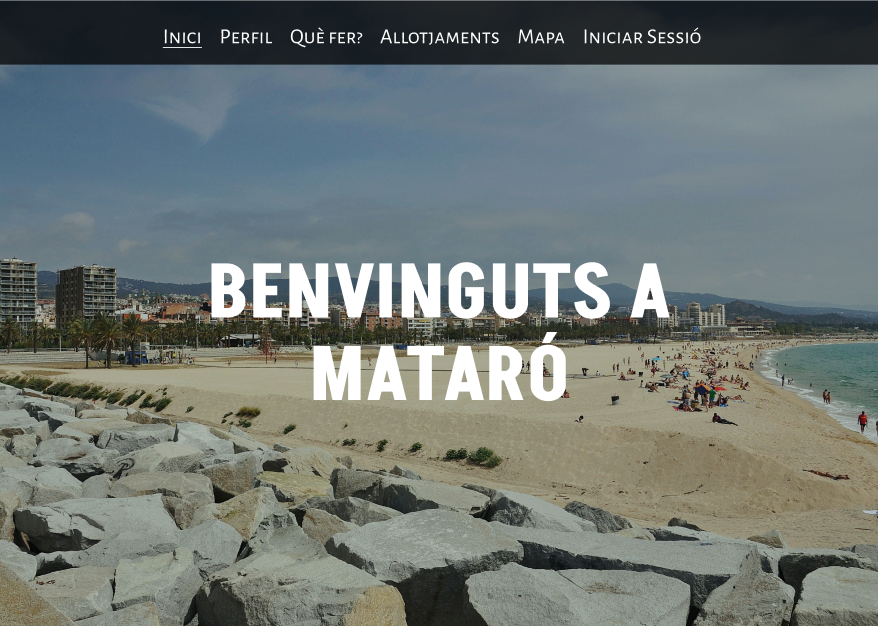 Inici Perfil Què fer? Allotjaments Mapa Iniciar Sessió
BENVINGUTS A
MATARÓ